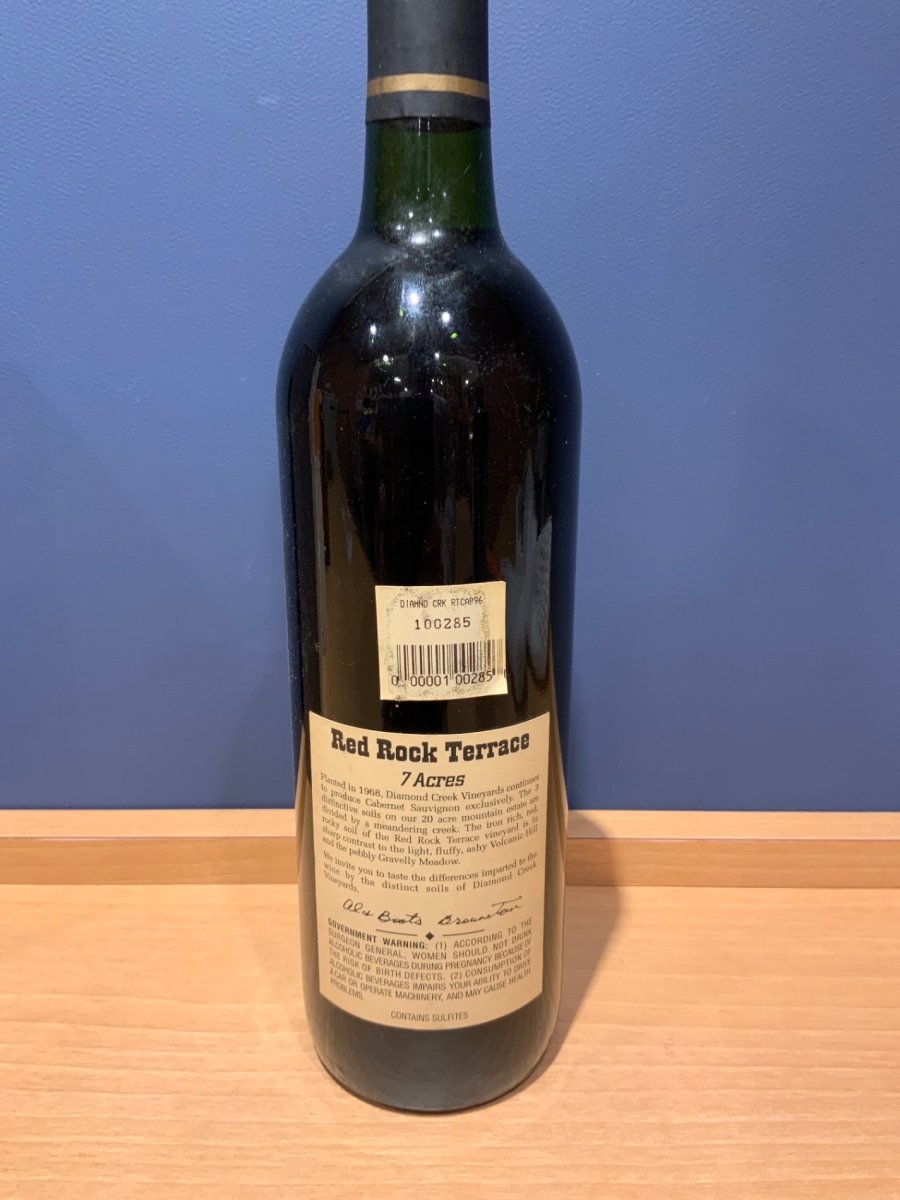 DIAMND CRK RTCAB96
100285
0 00001 00285
Red Rock Terrace
7 Acres
Planted in 1968, Diamond Creek Vineyards continues
to produce Cabernet Sauvignon exclusively. The 3
distinctive soils on our 20 acre mountain estate are
divided by a meandering creek. The iron rich, red,
rocky soil of the Red Rock Terrace vineyard is in
sharp contrast to the light, fluffy, ashy Volcanic Hill
and the pebbly Gravelly Meadow.
We invite you to taste the differences imparted to the
wine by the distinct soils of Diamond Creek
Vineyards.
Al & Boots Brounstein
GOVERNMENT WARNING: (1) ACCORDING TO THE
SURGEON GENERAL, WOMEN SHOULD NOT DRINK
ALCOHOLIC BEVERAGES DURING PREGNANCY BECAUSE OF
THE RISK OF BIRTH DEFECTS. (2) CONSUMPTION OF
ALCOHOLIC BEVERAGES IMPAIRS YOUR ABILITY TO DRIVE
A CAR OR OPERATE MACHINERY, AND MAY CAUSE HEALTH
PROBLEMS.
CONTAINS SULFITES